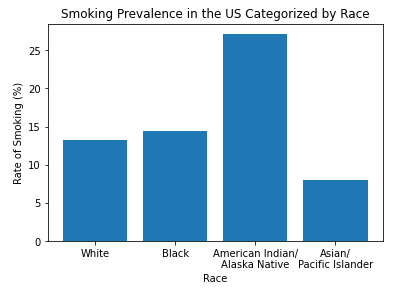 Smoking Prevalence in the US Categorized by Race
Rate of Smoking (%)
25
20
15
10
5
0
White
Black
American Indian/
Alaska Native
Asian/
Pacific Islander
Race